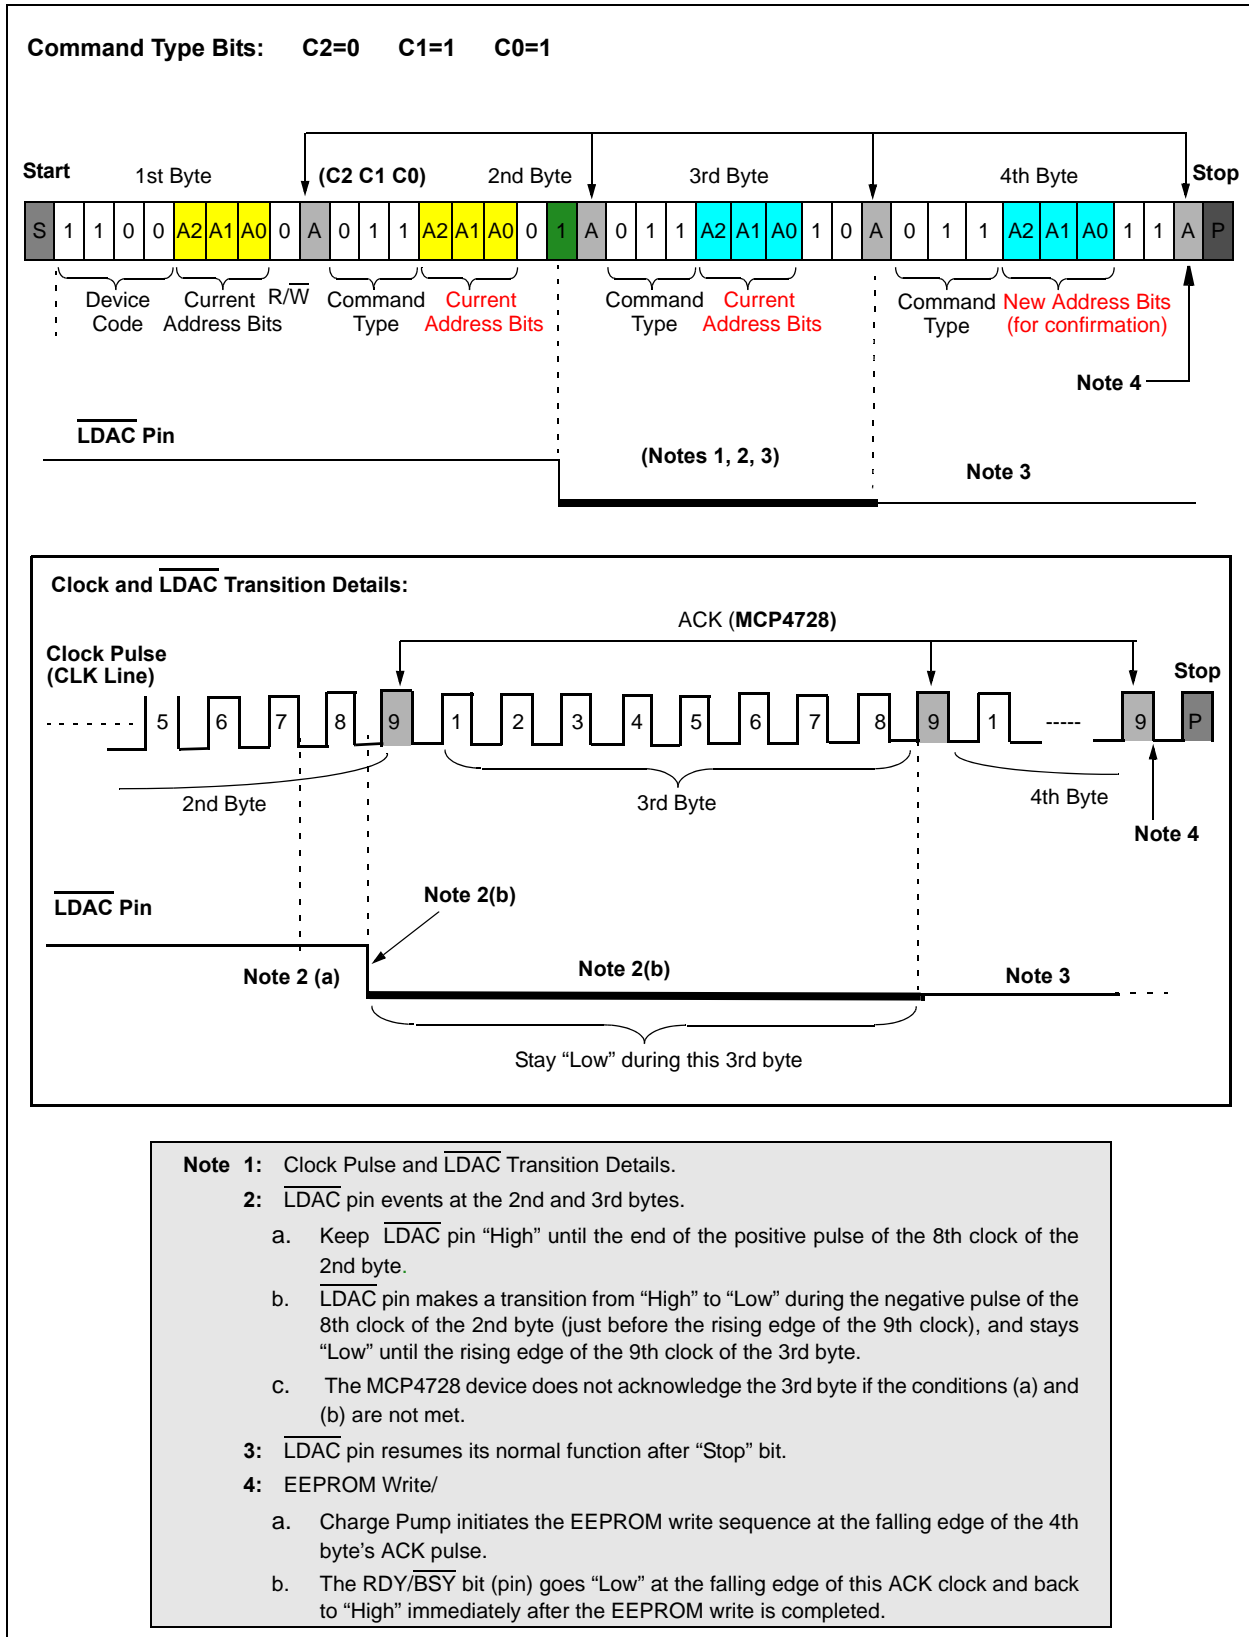 Command Type Bits: C2=0 C1=1 C0=1
Start 1st Byte (C2 C1 C0) 2nd Byte 3rd Byte 4th Byte Stop
S 1 1 0 0 A2 A1 A0 0 A 0 1 1 A2 A1 A0 0 1 A 0 1 1 A2 A1 A0 1 0 A 0 1 1 A2 A1 A0 1 1 A P
Device Current R/W Command Current Command Current Command New Address Bits
Code Address Bits Type Address Bits Type Address Bits Type (for confirmation)
Note 4
LDAC Pin
(Notes 1, 2, 3)
Note 3
Clock and LDAC Transition Details:
ACK (MCP4728)
Clock Pulse
(CLK Line)
Stop
5 6 7 8 9 1 2 3 4 5 6 7 8 9 1 9 P
2nd Byte 3rd Byte 4th Byte
Note 4
Note 2(b)
LDAC Pin
Note 2 (a) Note 2(b) Note 3
Stay “Low” during this 3rd byte
Note 1: Clock Pulse and LDAC Transition Details.
2: LDAC pin events at the 2nd and 3rd bytes.
a. Keep LDAC pin “High” until the end of the positive pulse of the 8th clock of the
2nd byte.
b. LDAC pin makes a transition from “High” to “Low” during the negative pulse of the
8th clock of the 2nd byte (just before the rising edge of the 9th clock), and stays
“Low” until the rising edge of the 9th clock of the 3rd byte.
c. The MCP4728 device does not acknowledge the 3rd byte if the conditions (a) and
(b) are not met.
3: LDAC pin resumes its normal function after “Stop” bit.
4: EEPROM Write/
a. Charge Pump initiates the EEPROM write sequence at the falling edge of the 4th
byte’s ACK pulse.
b. The RDY/BSY bit (pin) goes “Low” at the falling edge of this ACK clock and back
to “High” immediately after the EEPROM write is completed.